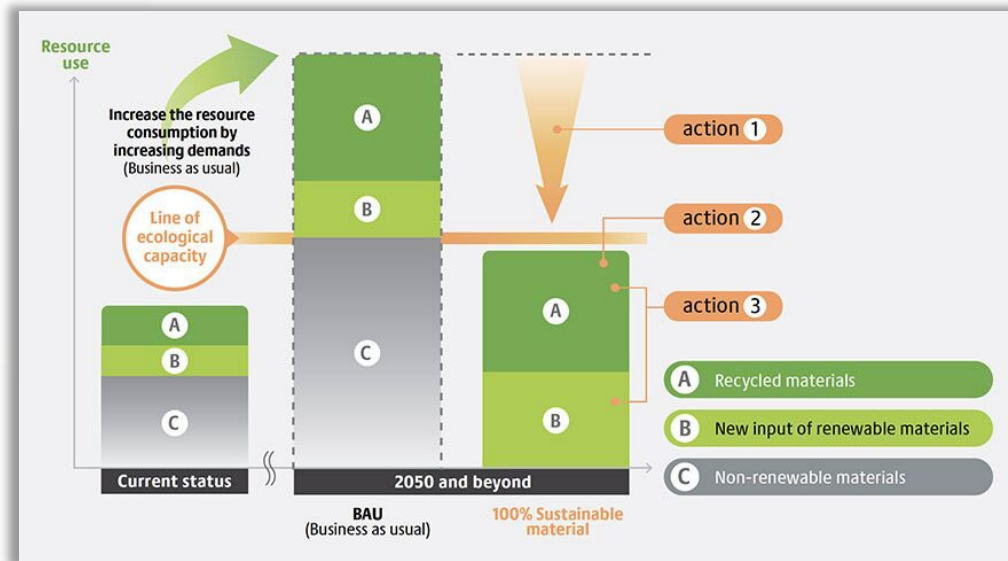 Resource
use
Increase the resource
consumption by
increasing demands
(Business as usual)
Line of
ecological
capacity
A
B
C
A
B
C
A
B
action 1
action 2
action 3
A Recycled materials
B New input of renewable materials
C Non-renewable materials
Current status
2050 and beyond
BAU
(Business as usual)
100% Sustainable
material